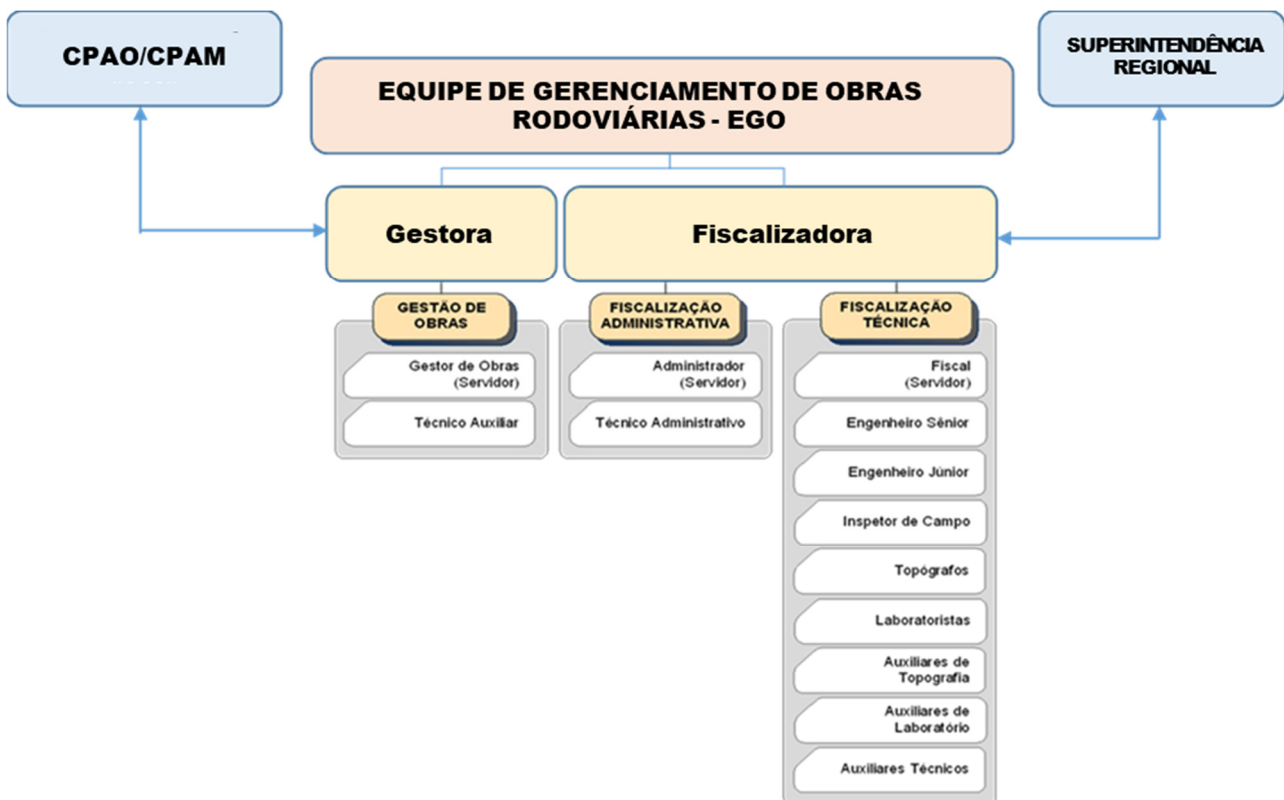 CPAO/CPAM
SUPERINTENDÊNCIA
REGIONAL
EQUIPE DE GERENCIAMENTO DE OBRAS
RODOVIÁRIAS - EGO
Gestora
Fiscalizadora
GESTÃO DE
OBRAS
Gestor de Obras
(Servidor)
Técnico Auxiliar
FISCALIZAÇÃO
ADMINISTRATIVA
Administrador
(Servidor)
Técnico Administrativo
FISCALIZAÇÃO
TÉCNICA
Fiscal
(Servidor)
Engenheiro Sênior
Engenheiro Júnior
Inspetor de Campo
Topógrafos
Laboratoristas
Auxiliares de
Topografia
Auxiliares de
Laboratório
Auxiliares Técnicos